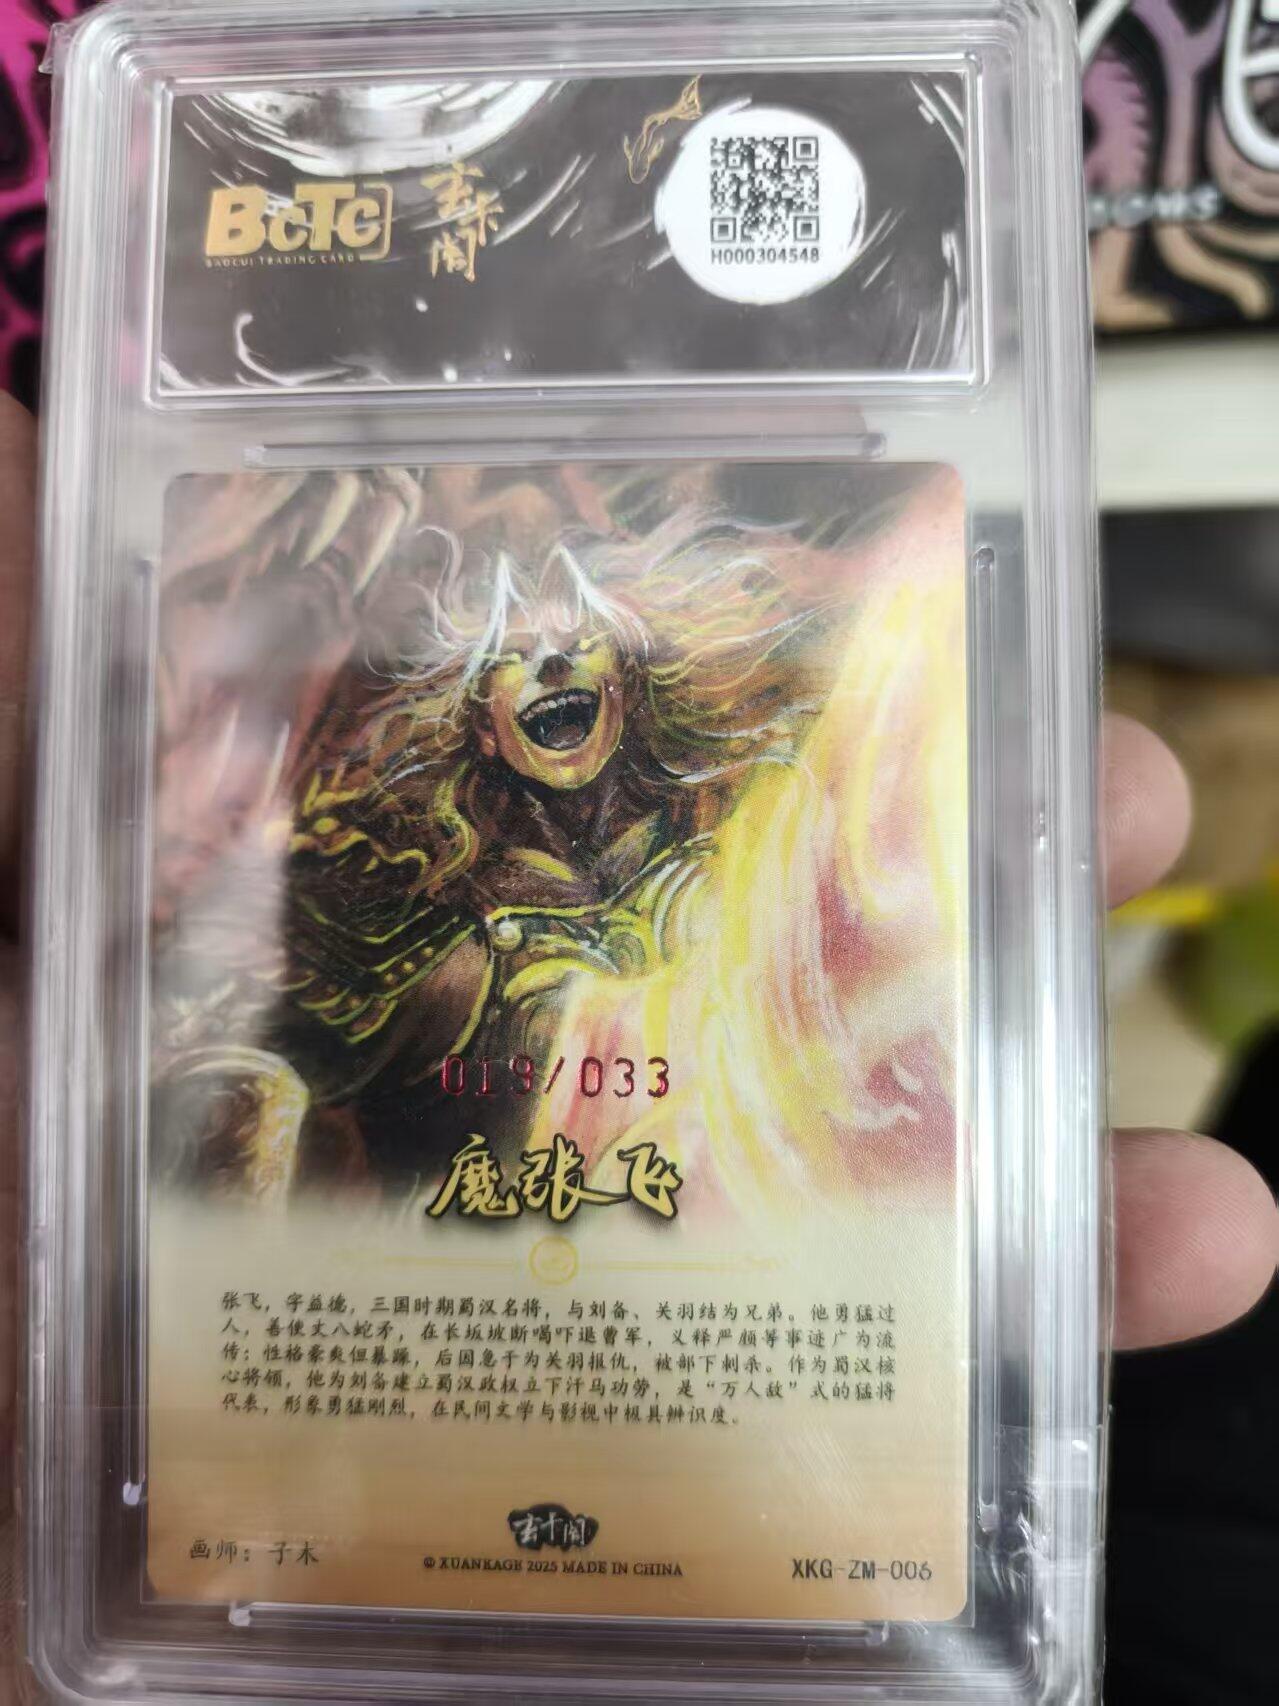 BCTC
BAOCUI TRADING CARD
玄卡阁
H000304548
019/033
魔张飞
张飞，字益德，三国时期蜀汉名将，与刘备、关羽结为兄弟。他勇猛过
人，善使丈八蛇矛，在长坂坡断喝吓退曹军，义释严颜等事迹广为流
传；性格豪爽但暴躁，后因急于为关羽报仇，被部下刺杀。作为蜀汉核
心将领，他为刘备建立蜀汉政权立下汗马功劳，是“万人敌”式的猛将
代表，形象勇猛刚烈，在民间文学与影视中极具辨识度。
玄卡阁
画师：子木
© XUANKAGE 2025 MADE IN CHINA
XKG-ZM-006